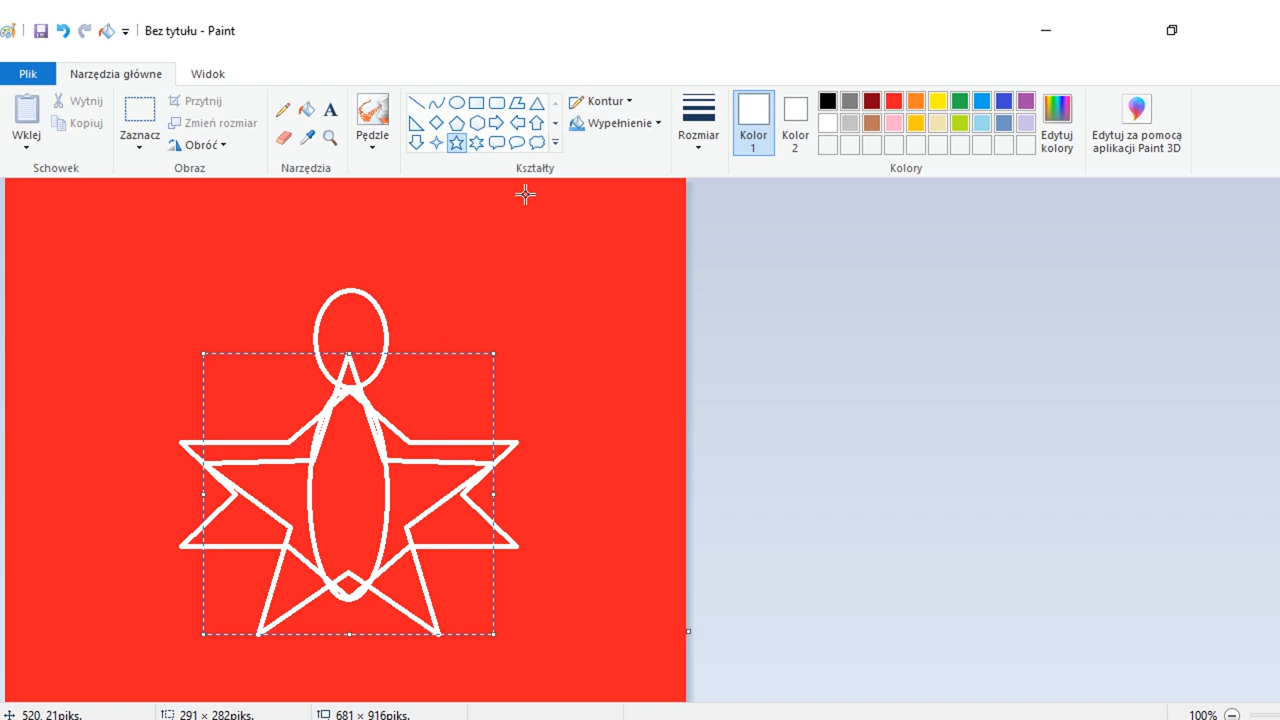 Bez tytułu - Paint
Plik Narzędzia główne Widok
Wklej Wytnij Kopiuj
Schowek
Zaznacz Przytnij Zmień rozmiar Obróć
Obraz
A
Narzędzia
Pędzle
Kontur
Wypełnienie
Kształty
Rozmiar
Kolor 1
Kolor 2
Edytuj kolory
Kolory
Edytuj za pomocą aplikacji Paint 3D
520, 21piks. 291 × 282piks. 681 × 916piks. 100%